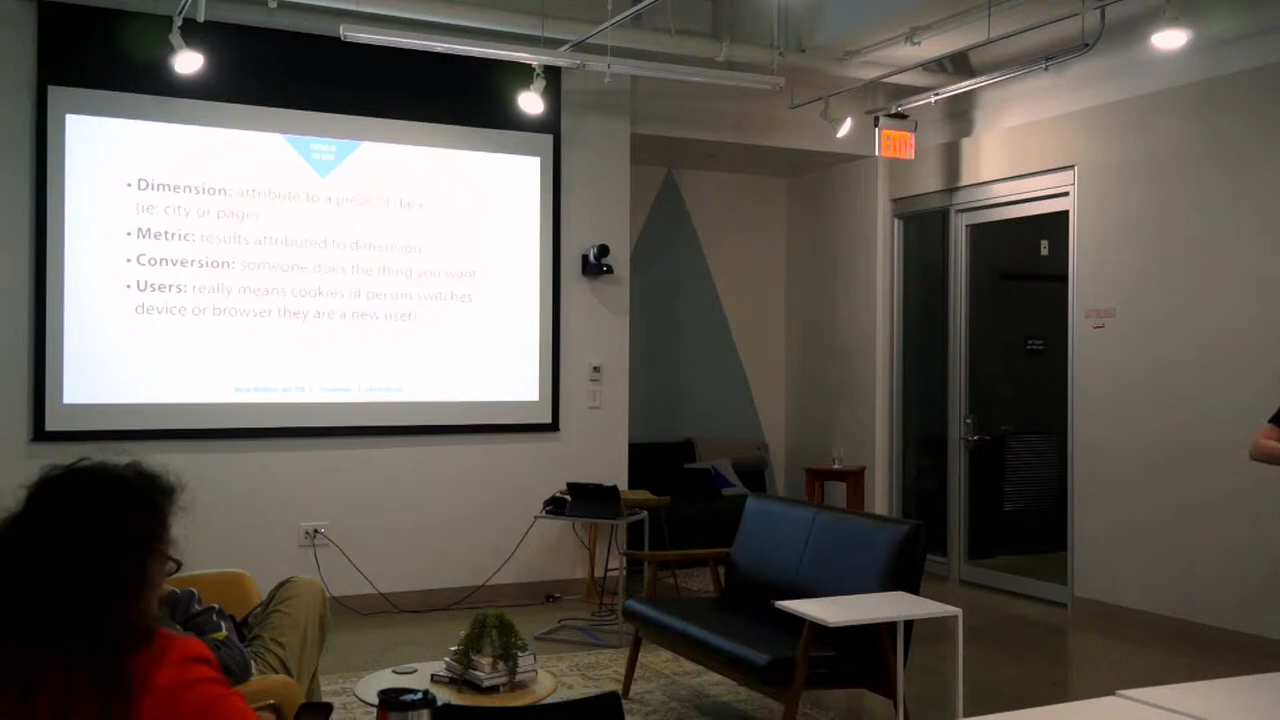 • Dimension: attribute to a piece of data
(ie: city or page)
• Metric: results attributed to dimension
• Conversion: someone does the thing you want
• Users: really means cookies (if person switches
device or browser they are a new user)
EXIT